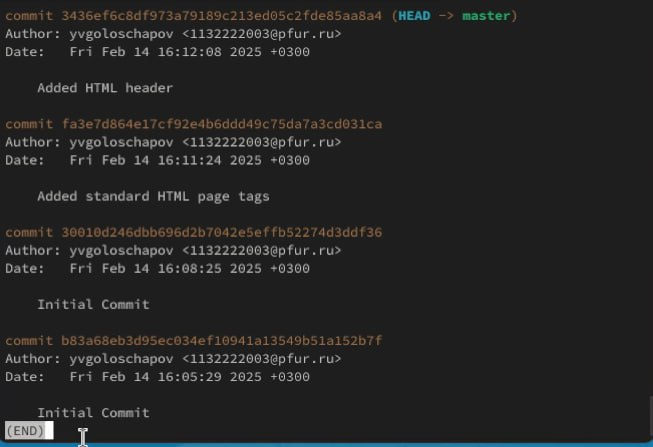 commit 3436ef6c8df973a79189c213ed05c2fde85aa8a4 (HEAD -> master)
Author: yvgoloschapov <1132222003@pfur.ru>
Date:   Fri Feb 14 16:12:08 2025 +0300
Added HTML header
commit fa3e7d864e17cf92e4b6ddd49c75da7a3cd031ca
Author: yvgoloschapov <1132222003@pfur.ru>
Date:   Fri Feb 14 16:11:24 2025 +0300
Added standard HTML page tags
commit 30010d246dbb696d2b7042e5effb52274d3ddf36
Author: yvgoloschapov <1132222003@pfur.ru>
Date:   Fri Feb 14 16:08:25 2025 +0300
Initial Commit
commit b83a68eb3d95ec034ef10941a13549b51a152b7f
Author: yvgoloschapov <1132222003@pfur.ru>
Date:   Fri Feb 14 16:05:29 2025 +0300
Initial Commit
(END)